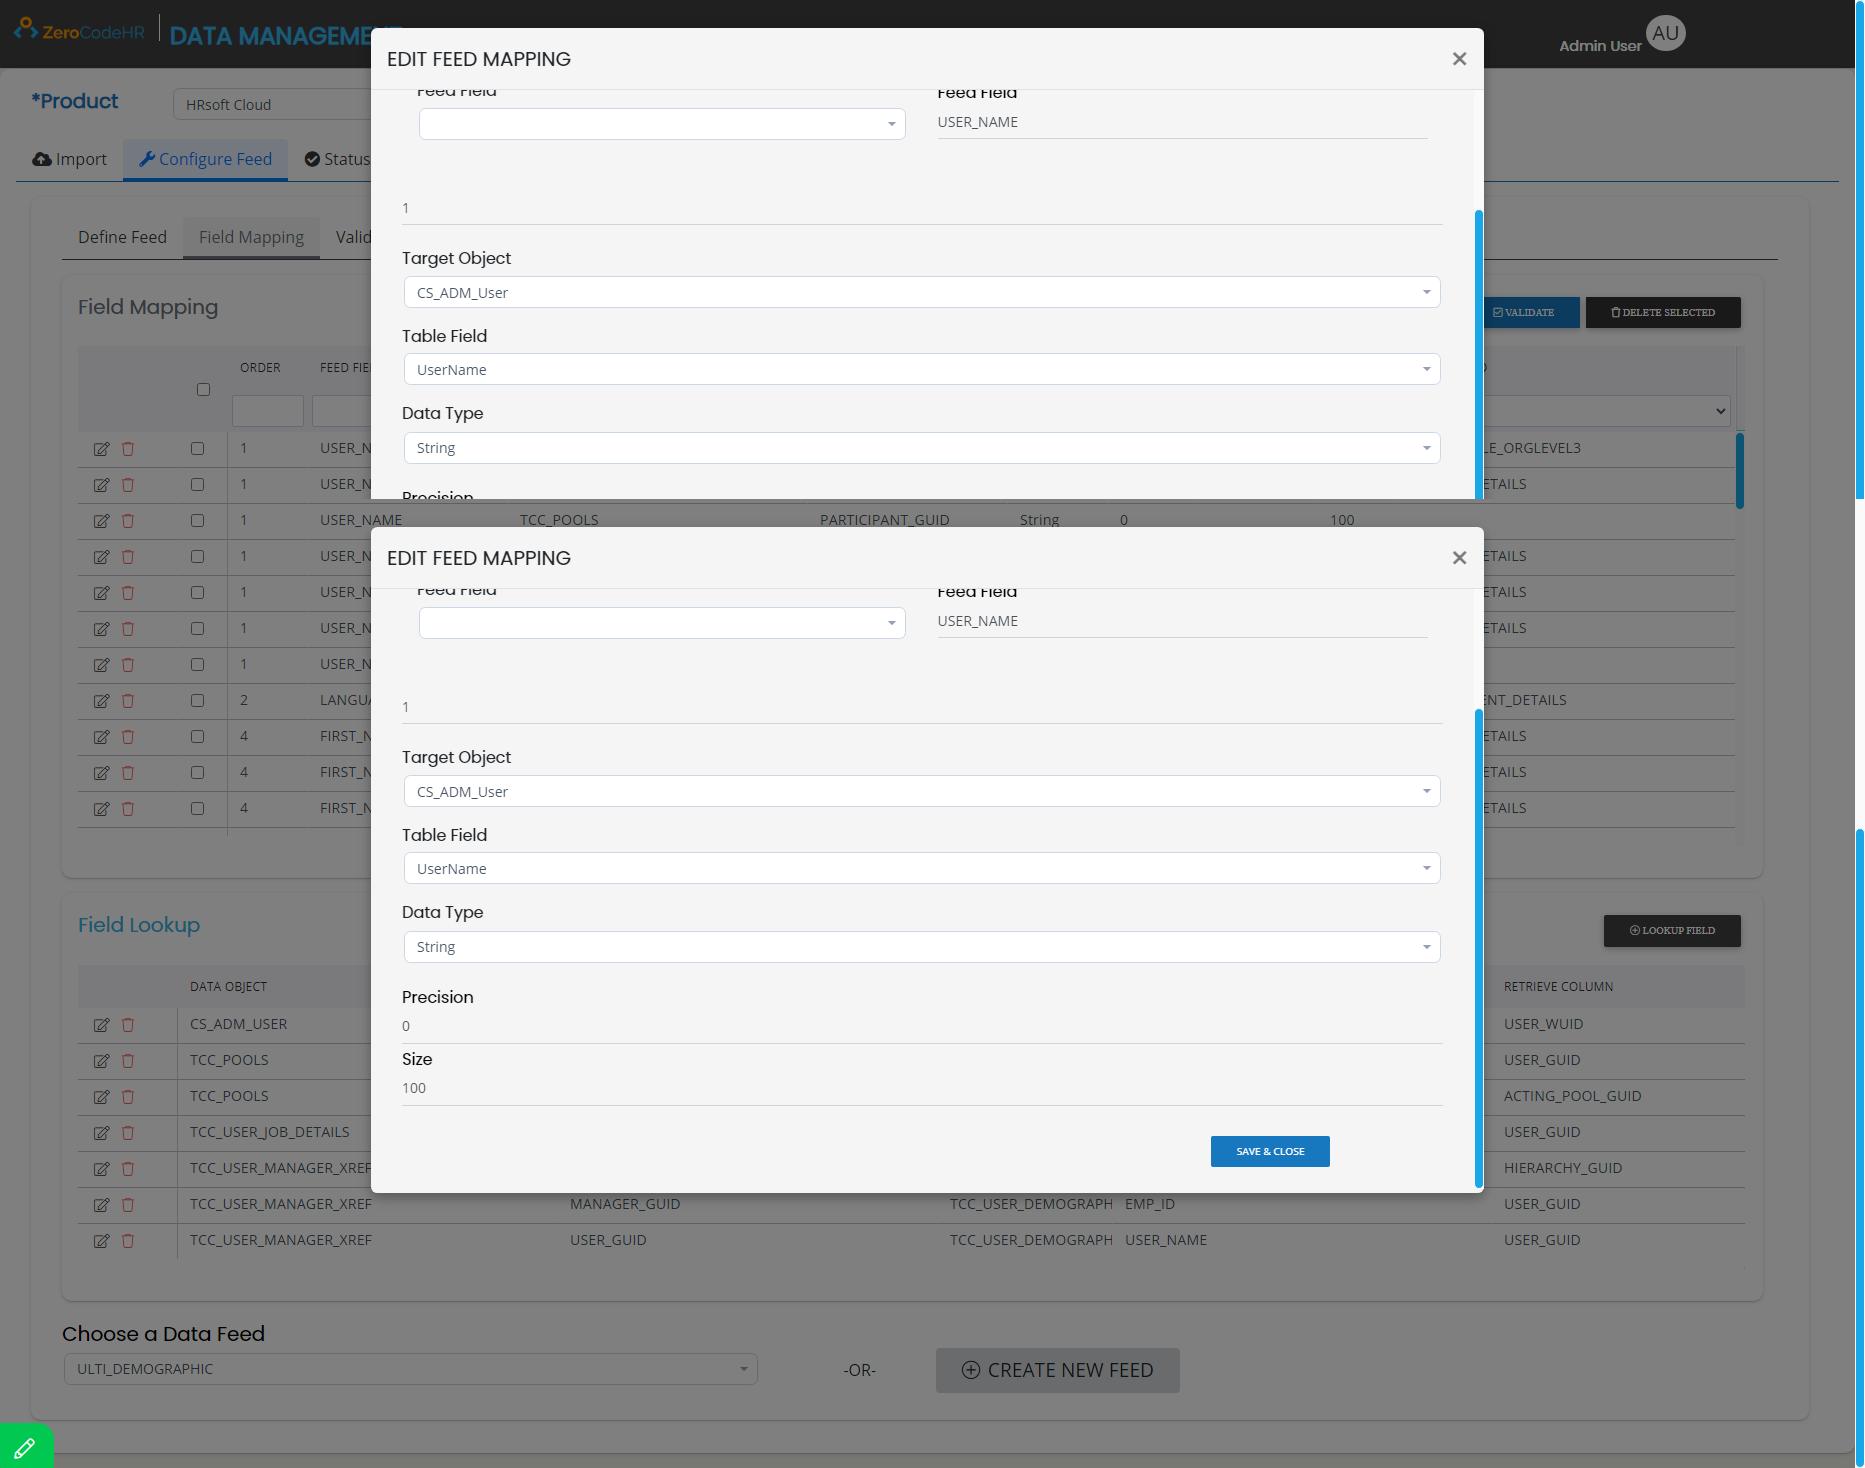 ZeroCodeHR
DATA MANAGEME
Admin User
AU
*Product
HRsoft Cloud
Import
Configure Feed
Status
Define Feed
Field Mapping
Valid
Field Mapping
VALIDATE
DELETE SELECTED
ORDER
FEED FIE
EDIT FEED MAPPING
Feed Field
Feed Field
USER_NAME
1
Target Object
CS_ADM_User
Table Field
UserName
Data Type
String
Precision
1 USER_N LE_ORGLEVEL3
1 USER_N ETAILS
1 USER_NAME TCC_POOLS PARTICIPANT_GUID String 0 100
1 USER_N ETAILS
1 USER_N ETAILS
1 USER_N ETAILS
1 USER_N
2 LANGUA ENT_DETAILS
4 FIRST_N ETAILS
4 FIRST_N ETAILS
4 FIRST_N ETAILS
EDIT FEED MAPPING
Feed Field
Feed Field
USER_NAME
1
Target Object
CS_ADM_User
Table Field
UserName
Data Type
String
Precision
0
Size
100
SAVE & CLOSE
Field Lookup
LOOKUP FIELD
DATA OBJECT RETRIEVE COLUMN
CS_ADM_USER USER_WUID
TCC_POOLS USER_GUID
TCC_POOLS ACTING_POOL_GUID
TCC_USER_JOB_DETAILS USER_GUID
TCC_USER_MANAGER_XREF HIERARCHY_GUID
TCC_USER_MANAGER_XREF MANAGER_GUID TCC_USER_DEMOGRAPH EMP_ID USER_GUID
TCC_USER_MANAGER_XREF USER_GUID TCC_USER_DEMOGRAPH USER_NAME USER_GUID
Choose a Data Feed
ULTI_DEMOGRAPHIC
-OR-
CREATE NEW FEED